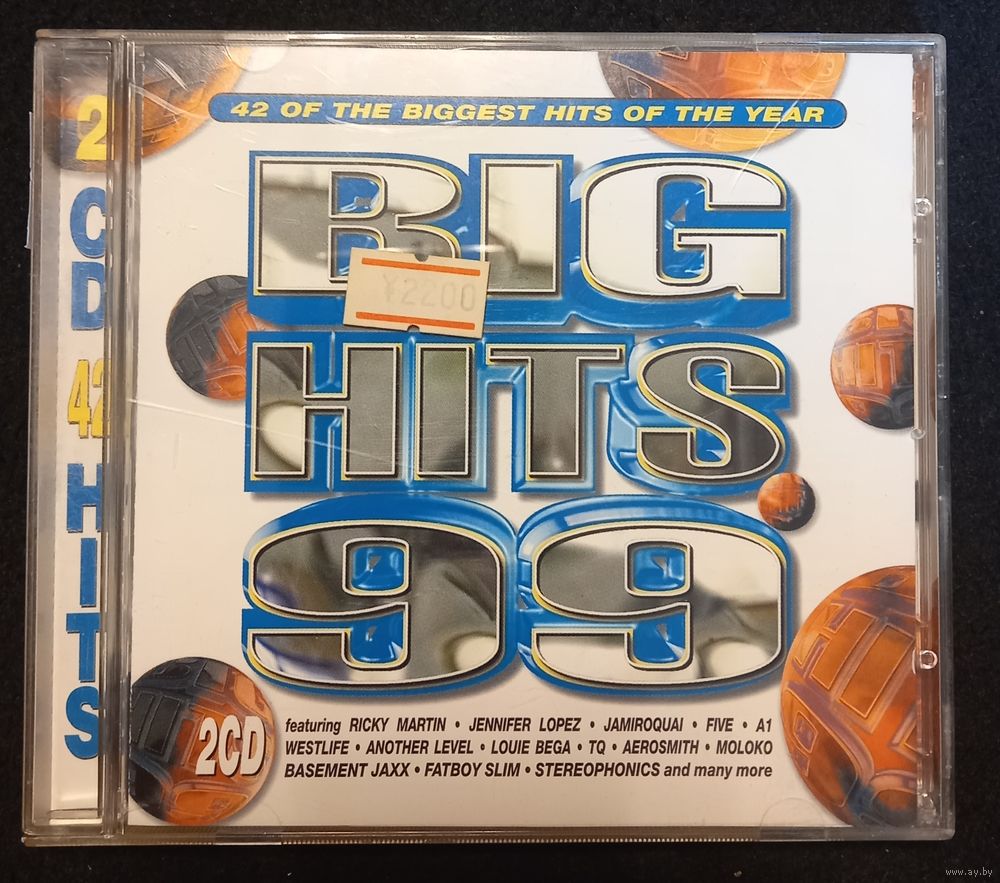 2
CD
42
HITS
42 OF THE BIGGEST HITS OF THE YEAR
BIG
¥2200
HITS
99
2CD
featuring RICKY MARTIN • JENNIFER LOPEZ • JAMIROQUAI • FIVE • A1
WESTLIFE • ANOTHER LEVEL • LOUIE BEGA • TQ • AEROSMITH • MOLOKO
BASEMENT JAXX • FATBOY SLIM • STEREOPHONICS and many more
www.ay.by